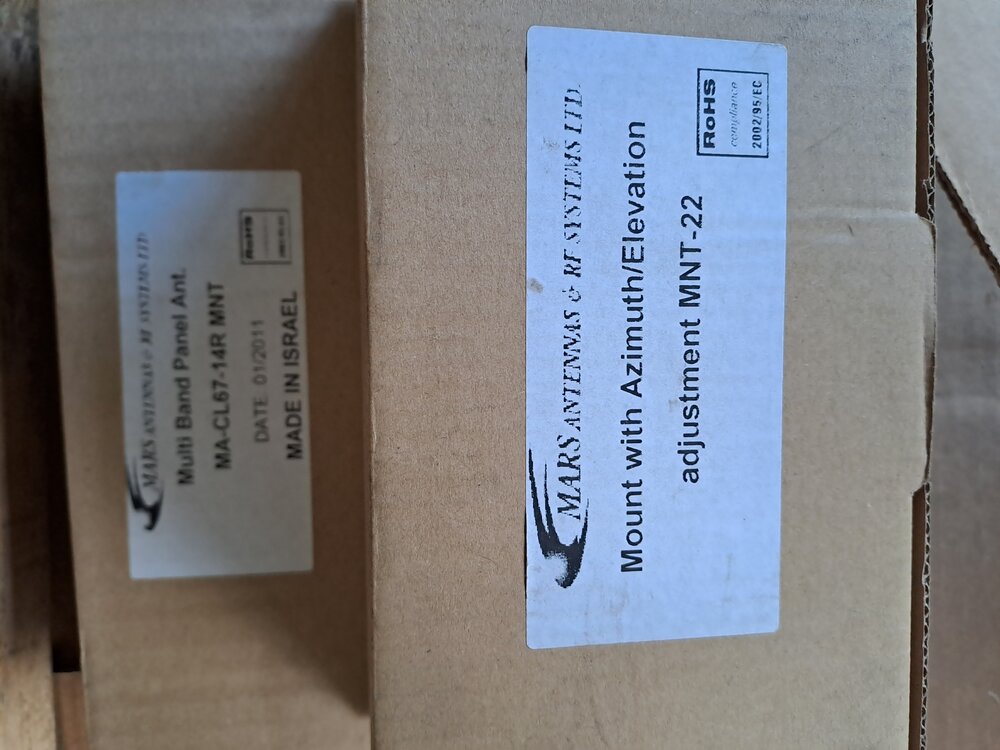 MARS ANTENNAS & RF SYSTEMS LTD
Multi Band Panel Ant.
MA-CL67-14R MNT
DATE 01/2011
MADE IN ISRAEL
RoHS
MARS ANTENNAS & RF SYSTEMS LTD.
Mount with Azimuth/Elevation
adjustment MNT-22
RoHS
compliance
2002/95/EC